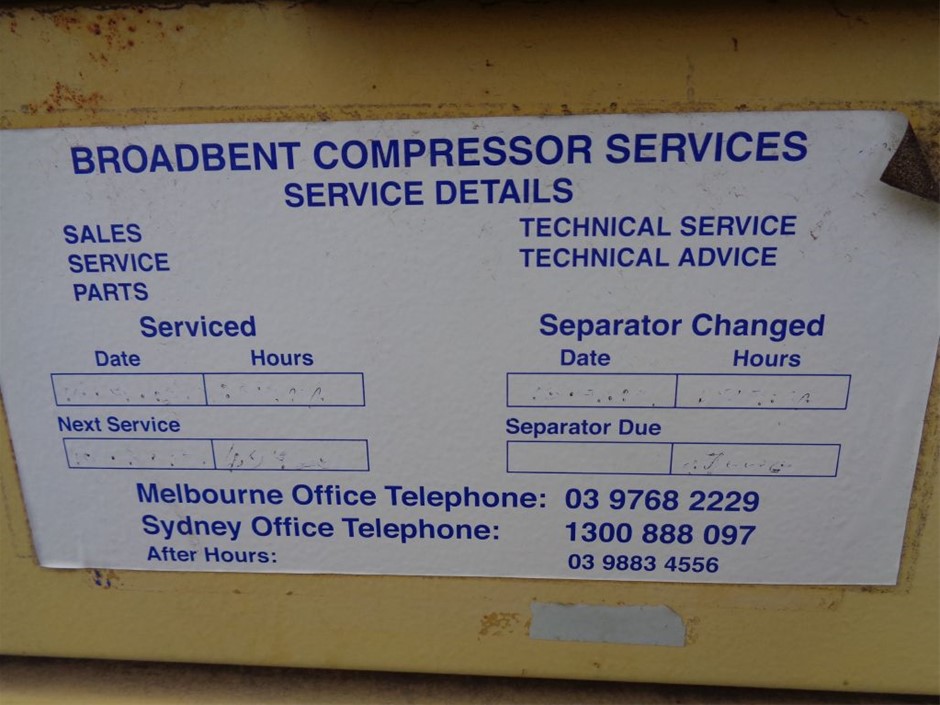 BROADBENT COMPRESSOR SERVICES
SERVICE DETAILS
SALES
SERVICE
PARTS
TECHNICAL SERVICE
TECHNICAL ADVICE
Serviced
Date Hours
Next Service
Separator Changed
Date Hours
Separator Due
Melbourne Office Telephone: 03 9768 2229
Sydney Office Telephone: 1300 888 097
After Hours: 03 9883 4556